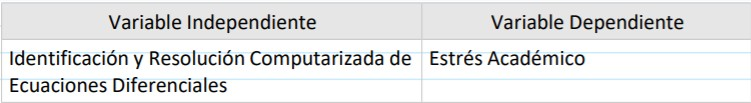 Variable Independiente Variable Dependiente
Identificación y Resolución Computarizada de Estrés Académico
Ecuaciones Diferenciales